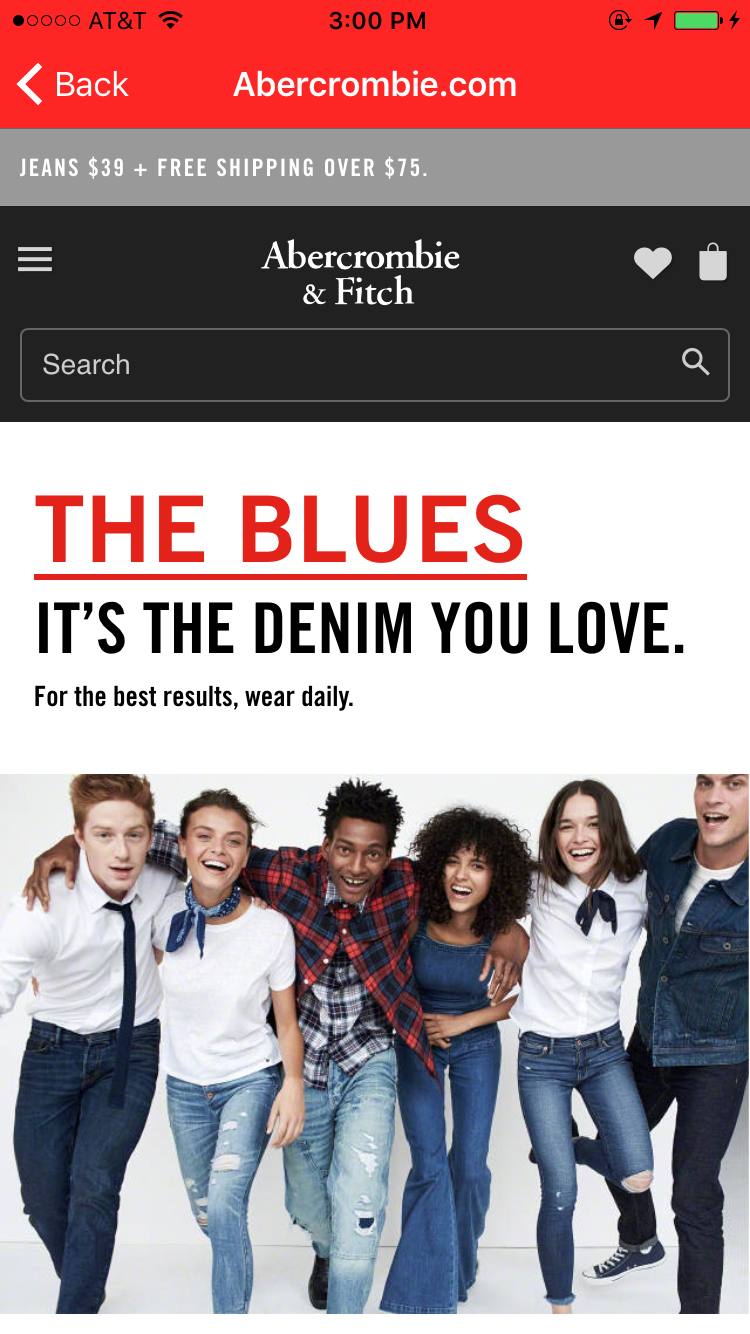 AT&T 3:00 PM
Back Abercrombie.com
JEANS $39 + FREE SHIPPING OVER $75.
Abercrombie
& Fitch
Search
THE BLUES
IT’S THE DENIM YOU LOVE.
For the best results, wear daily.